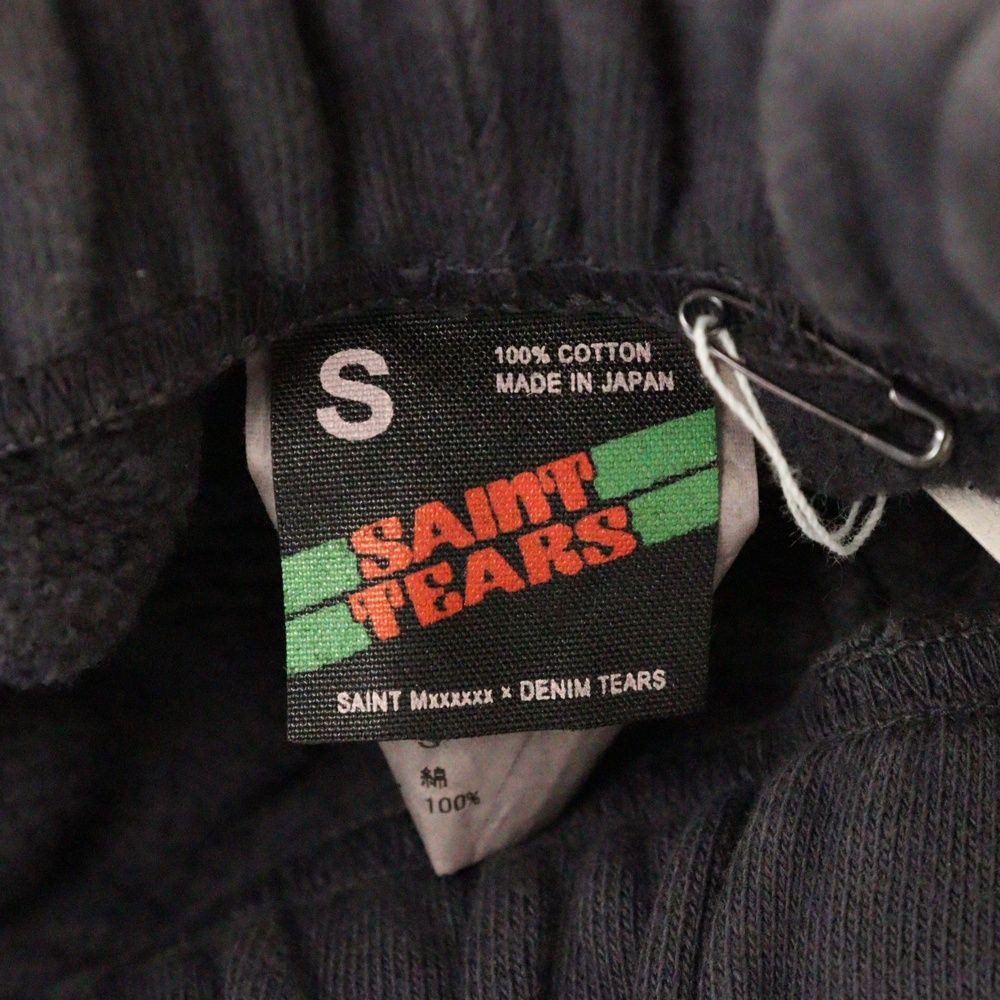 S
100% COTTON
MADE IN JAPAN
SAINT
TEARS
SAINT Mxxxxxx × DENIM TEARS
S
綿
100%